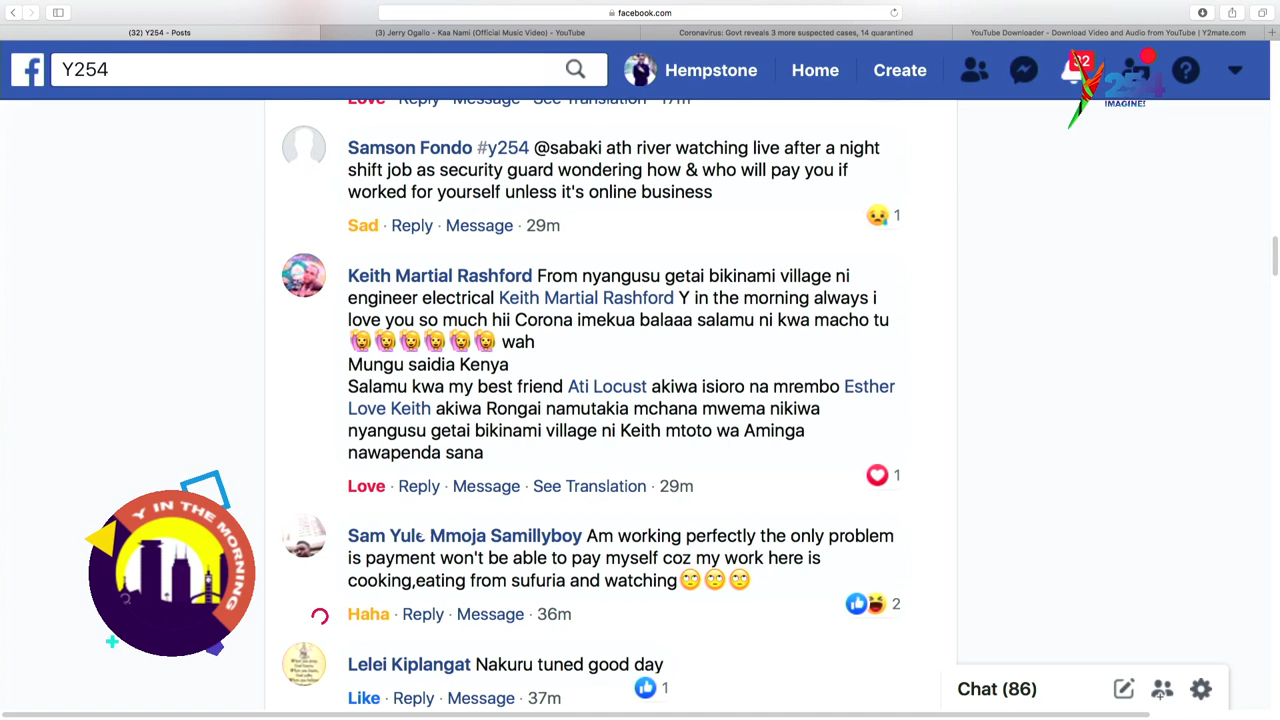 facebook.com
(32) Y254 - Posts
(3) Jerry Ogallo - Kaa Nami (Official Music Video) - YouTube
Coronavirus: Govt reveals 3 more suspected cases, 14 quarantined
YouTube Downloader - Download Video and Audio from YouTube | Y2mate.com
Y254
Hempstone
Home
Create
32
254
IMAGINE!
Love · Reply · Message · See Translation · 17m
Samson Fondo #y254 @sabaki ath river watching live after a night
shift job as security guard wondering how & who will pay you if
worked for yourself unless it's online business
1
Sad · Reply · Message · 29m
Keith Martial Rashford From nyangusu getai bikinami village ni
engineer electrical Keith Martial Rashford Y in the morning always i
love you so much hii Corona imekua balaaa salamu ni kwa macho tu
🙋🙋🙋🙋🙋🙋 wah
Mungu saidia Kenya
Salamu kwa my best friend Ati Locust akiwa isioro na mrembo Esther
Love Keith akiwa Rongai namutakia mchana mwema nikiwa
nyangusu getai bikinami village ni Keith mtoto wa Aminga
nawapenda sana
1
Love · Reply · Message · See Translation · 29m
Sam Yule Mmoja Samillyboy Am working perfectly the only problem
is payment won't be able to pay myself coz my work here is
cooking,eating from sufuria and watching🙄🙄🙄
2
Haha · Reply · Message · 36m
Lelei Kiplangat Nakuru tuned good day
1
Like · Reply · Message · 37m
Chat (86)
Y IN THE MORNING